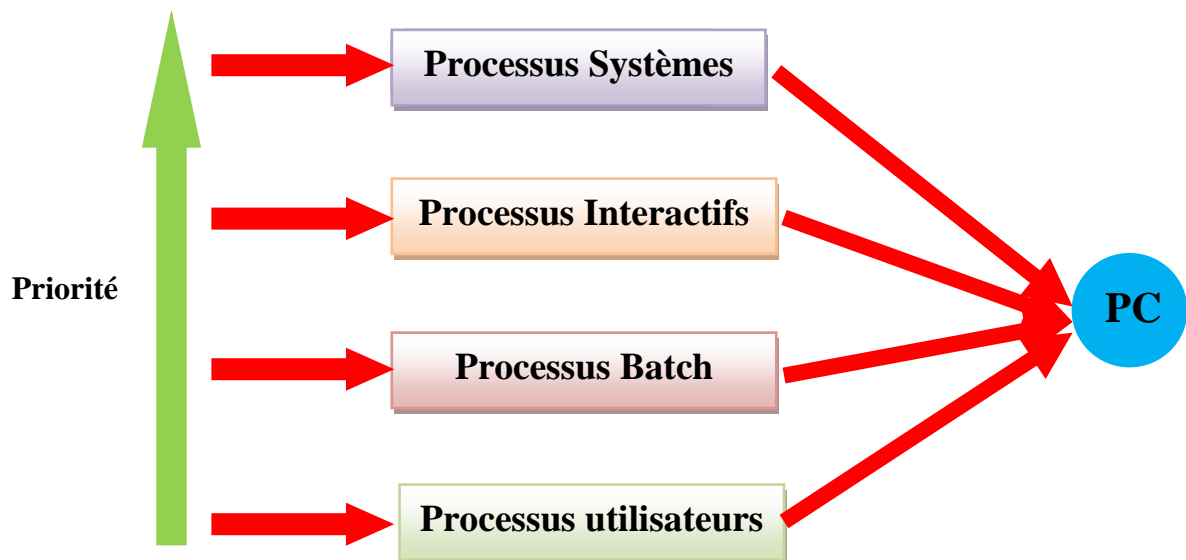 Processus Systèmes
Processus Interactifs
Priorité
PC
Processus Batch
Processus utilisateurs